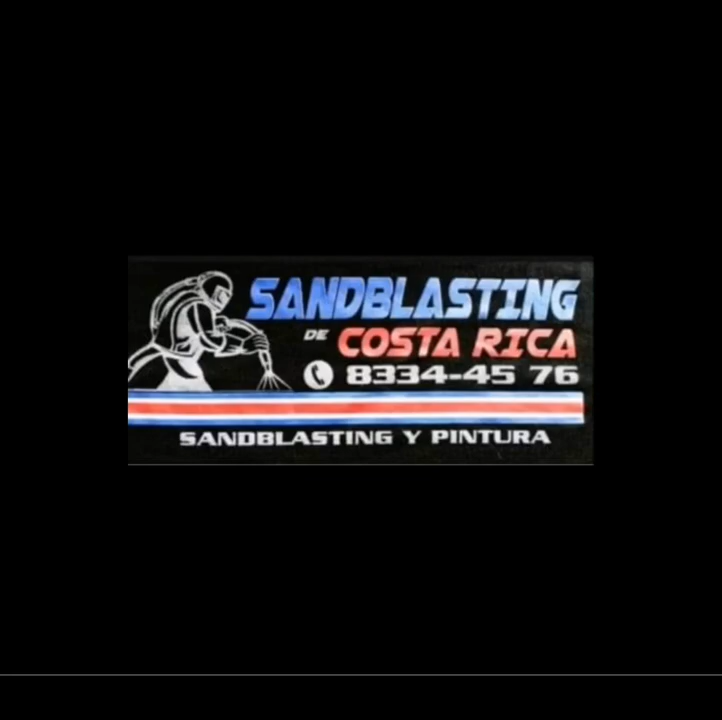 SANDBLASTING
DE COSTA RICA
8334-45 76
SANDBLASTING Y PINTURA